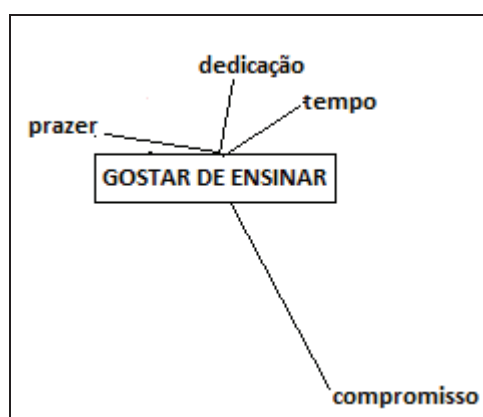 dedicação
tempo
prazer
GOSTAR DE ENSINAR
compromisso